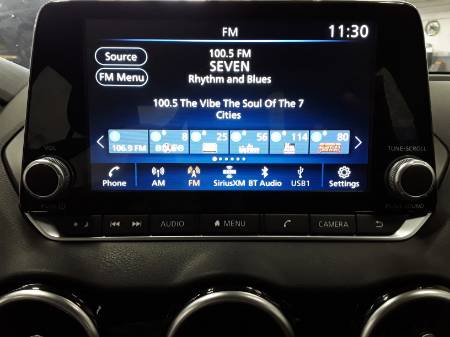 FM
11:30
Source
FM Menu
100.5 FM
SEVEN
Rhythm and Blues
100.5 The Vibe The Soul Of The 7
Cities
106.9 FM
8
25
56
114
80
Phone
AM
FM
SiriusXM
BT Audio
USB1
Settings
VOL
TUNE·SCROLL
AUDIO
MENU
CAMERA